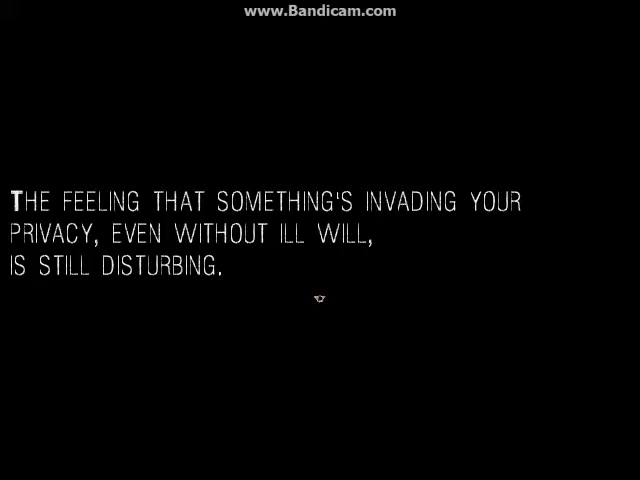 www.Bandicam.com
THE FEELING THAT SOMETHING'S INVADING YOUR
PRIVACY, EVEN WITHOUT ILL WILL,
IS STILL DISTURBING.